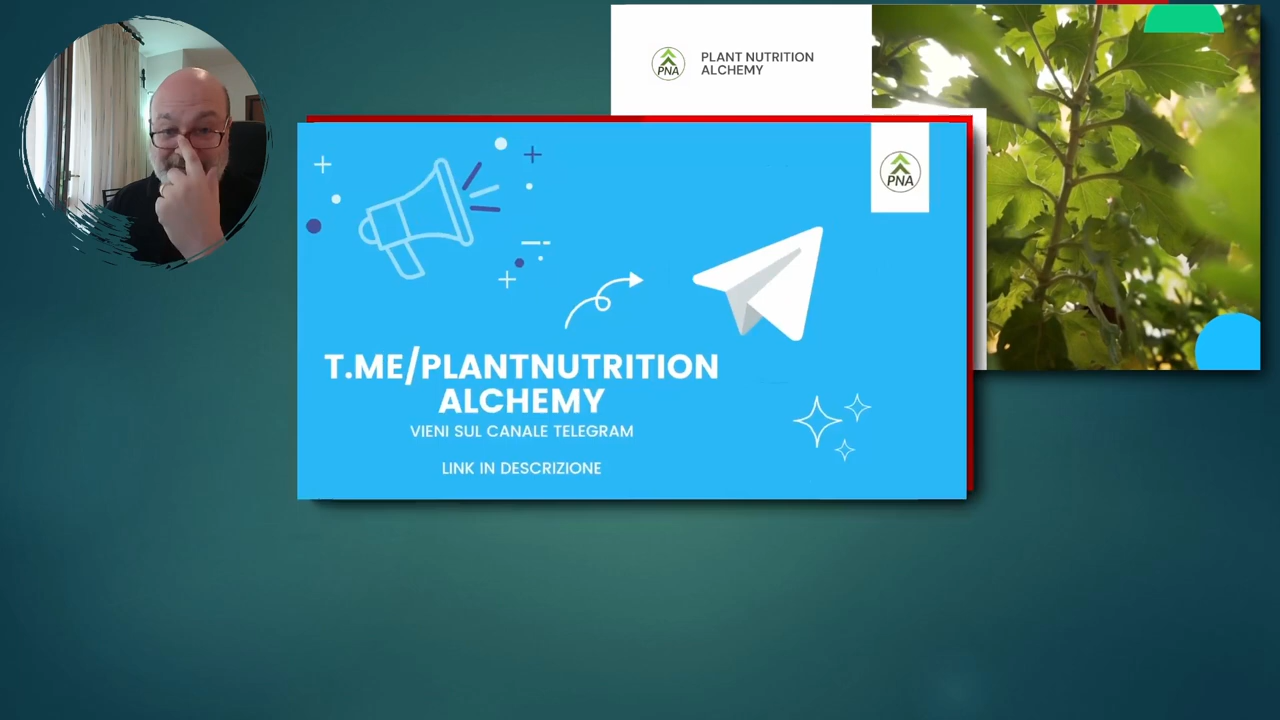 PNA
PLANT NUTRITION
ALCHEMY
PNA
T.ME/PLANTNUTRITION
ALCHEMY
VIENI SUL CANALE TELEGRAM
LINK IN DESCRIZIONE